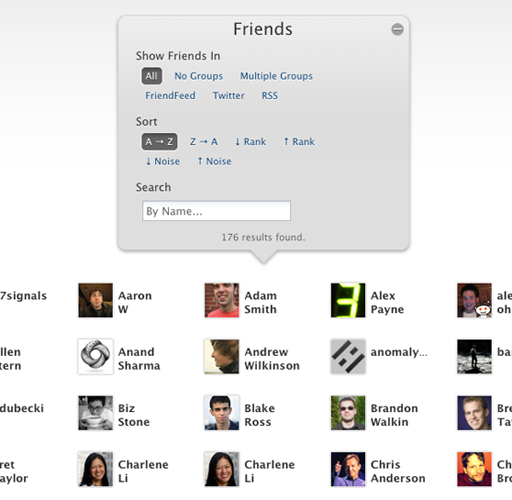 Friends
Show Friends In
All No Groups Multiple Groups
FriendFeed Twitter RSS
Sort
A → Z Z → A ↓ Rank ↑ Rank
↓ Noise ↑ Noise
Search
By Name...
176 results found.
7signals Aaron W Adam Smith Alex Payne ale oh
llen tern Anand Sharma Andrew Wilkinson anomaly... ba
dubecki Biz Stone Blake Ross Brandon Walkin Bre Ta
ret aylor Charlene Li Charlene Li Chris Anderson Ch Bro